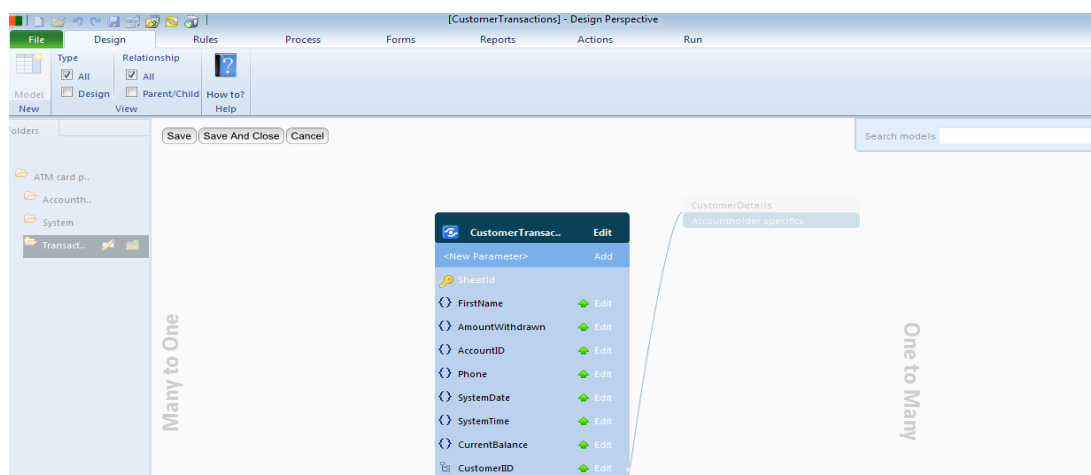 [CustomerTransactions] - Design Perspective
File Design Rules Process Forms Reports Actions Run
Type Relationship
All All
Model Design Parent/Child How to?
New View Help
olders
Save Save And Close Cancel
Search models
ATM card p..
Accounth..
System
Transact..
CustomerDetails
Accountholder specifics
CustomerTransac.. Edit
<New Parameter> Add
SheetId
FirstName Edit
AmountWithdrawn Edit
AccountID Edit
Phone Edit
SystemDate Edit
SystemTime Edit
CurrentBalance Edit
CustomerIID Edit
Many to One
One to Many